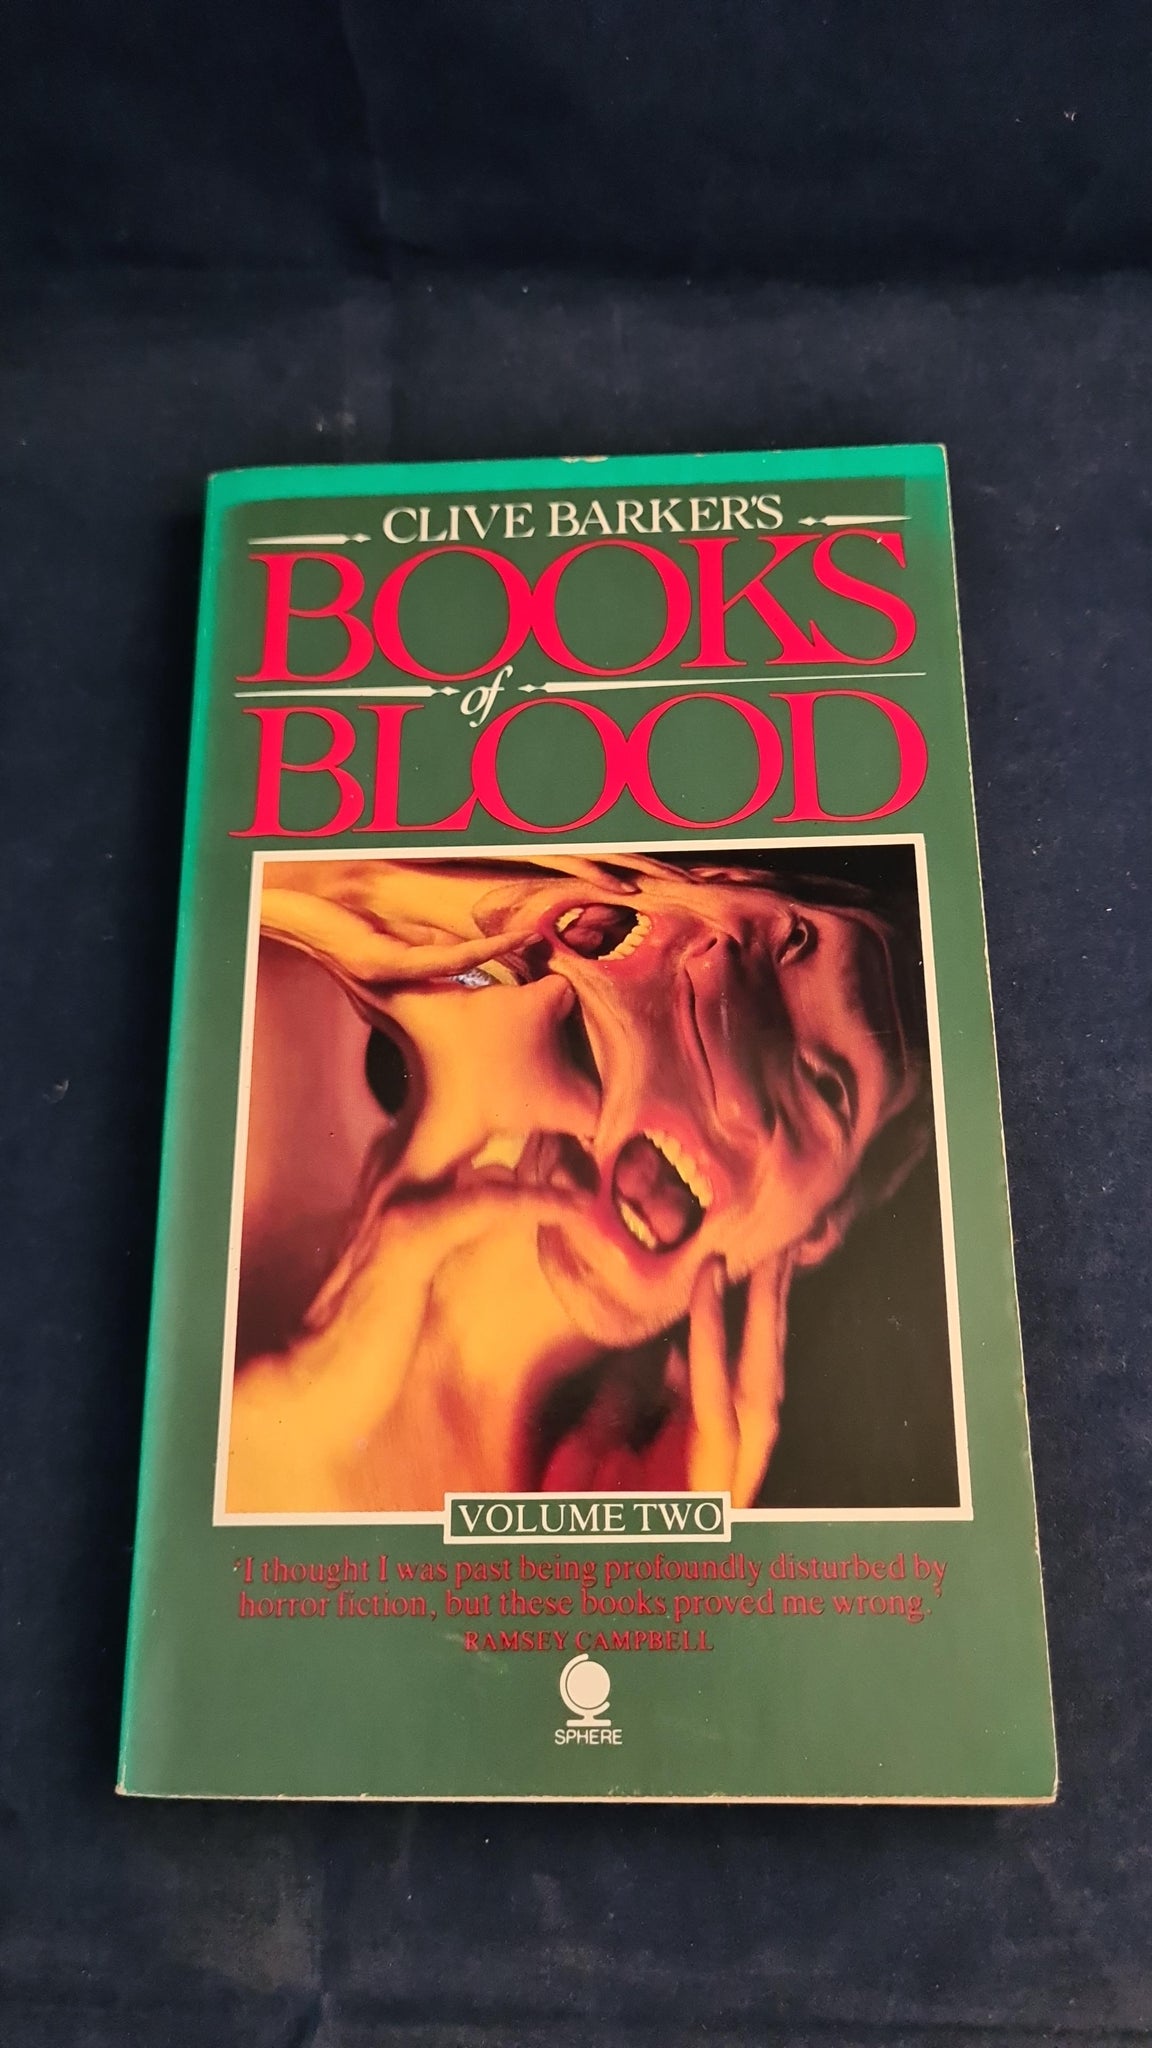 CLIVE BARKER'S
BOOKS
of
BLOOD
VOLUME TWO
'I thought I was past being profoundly disturbed by
horror fiction, but these books proved me wrong.'
RAMSEY CAMPBELL
SPHERE